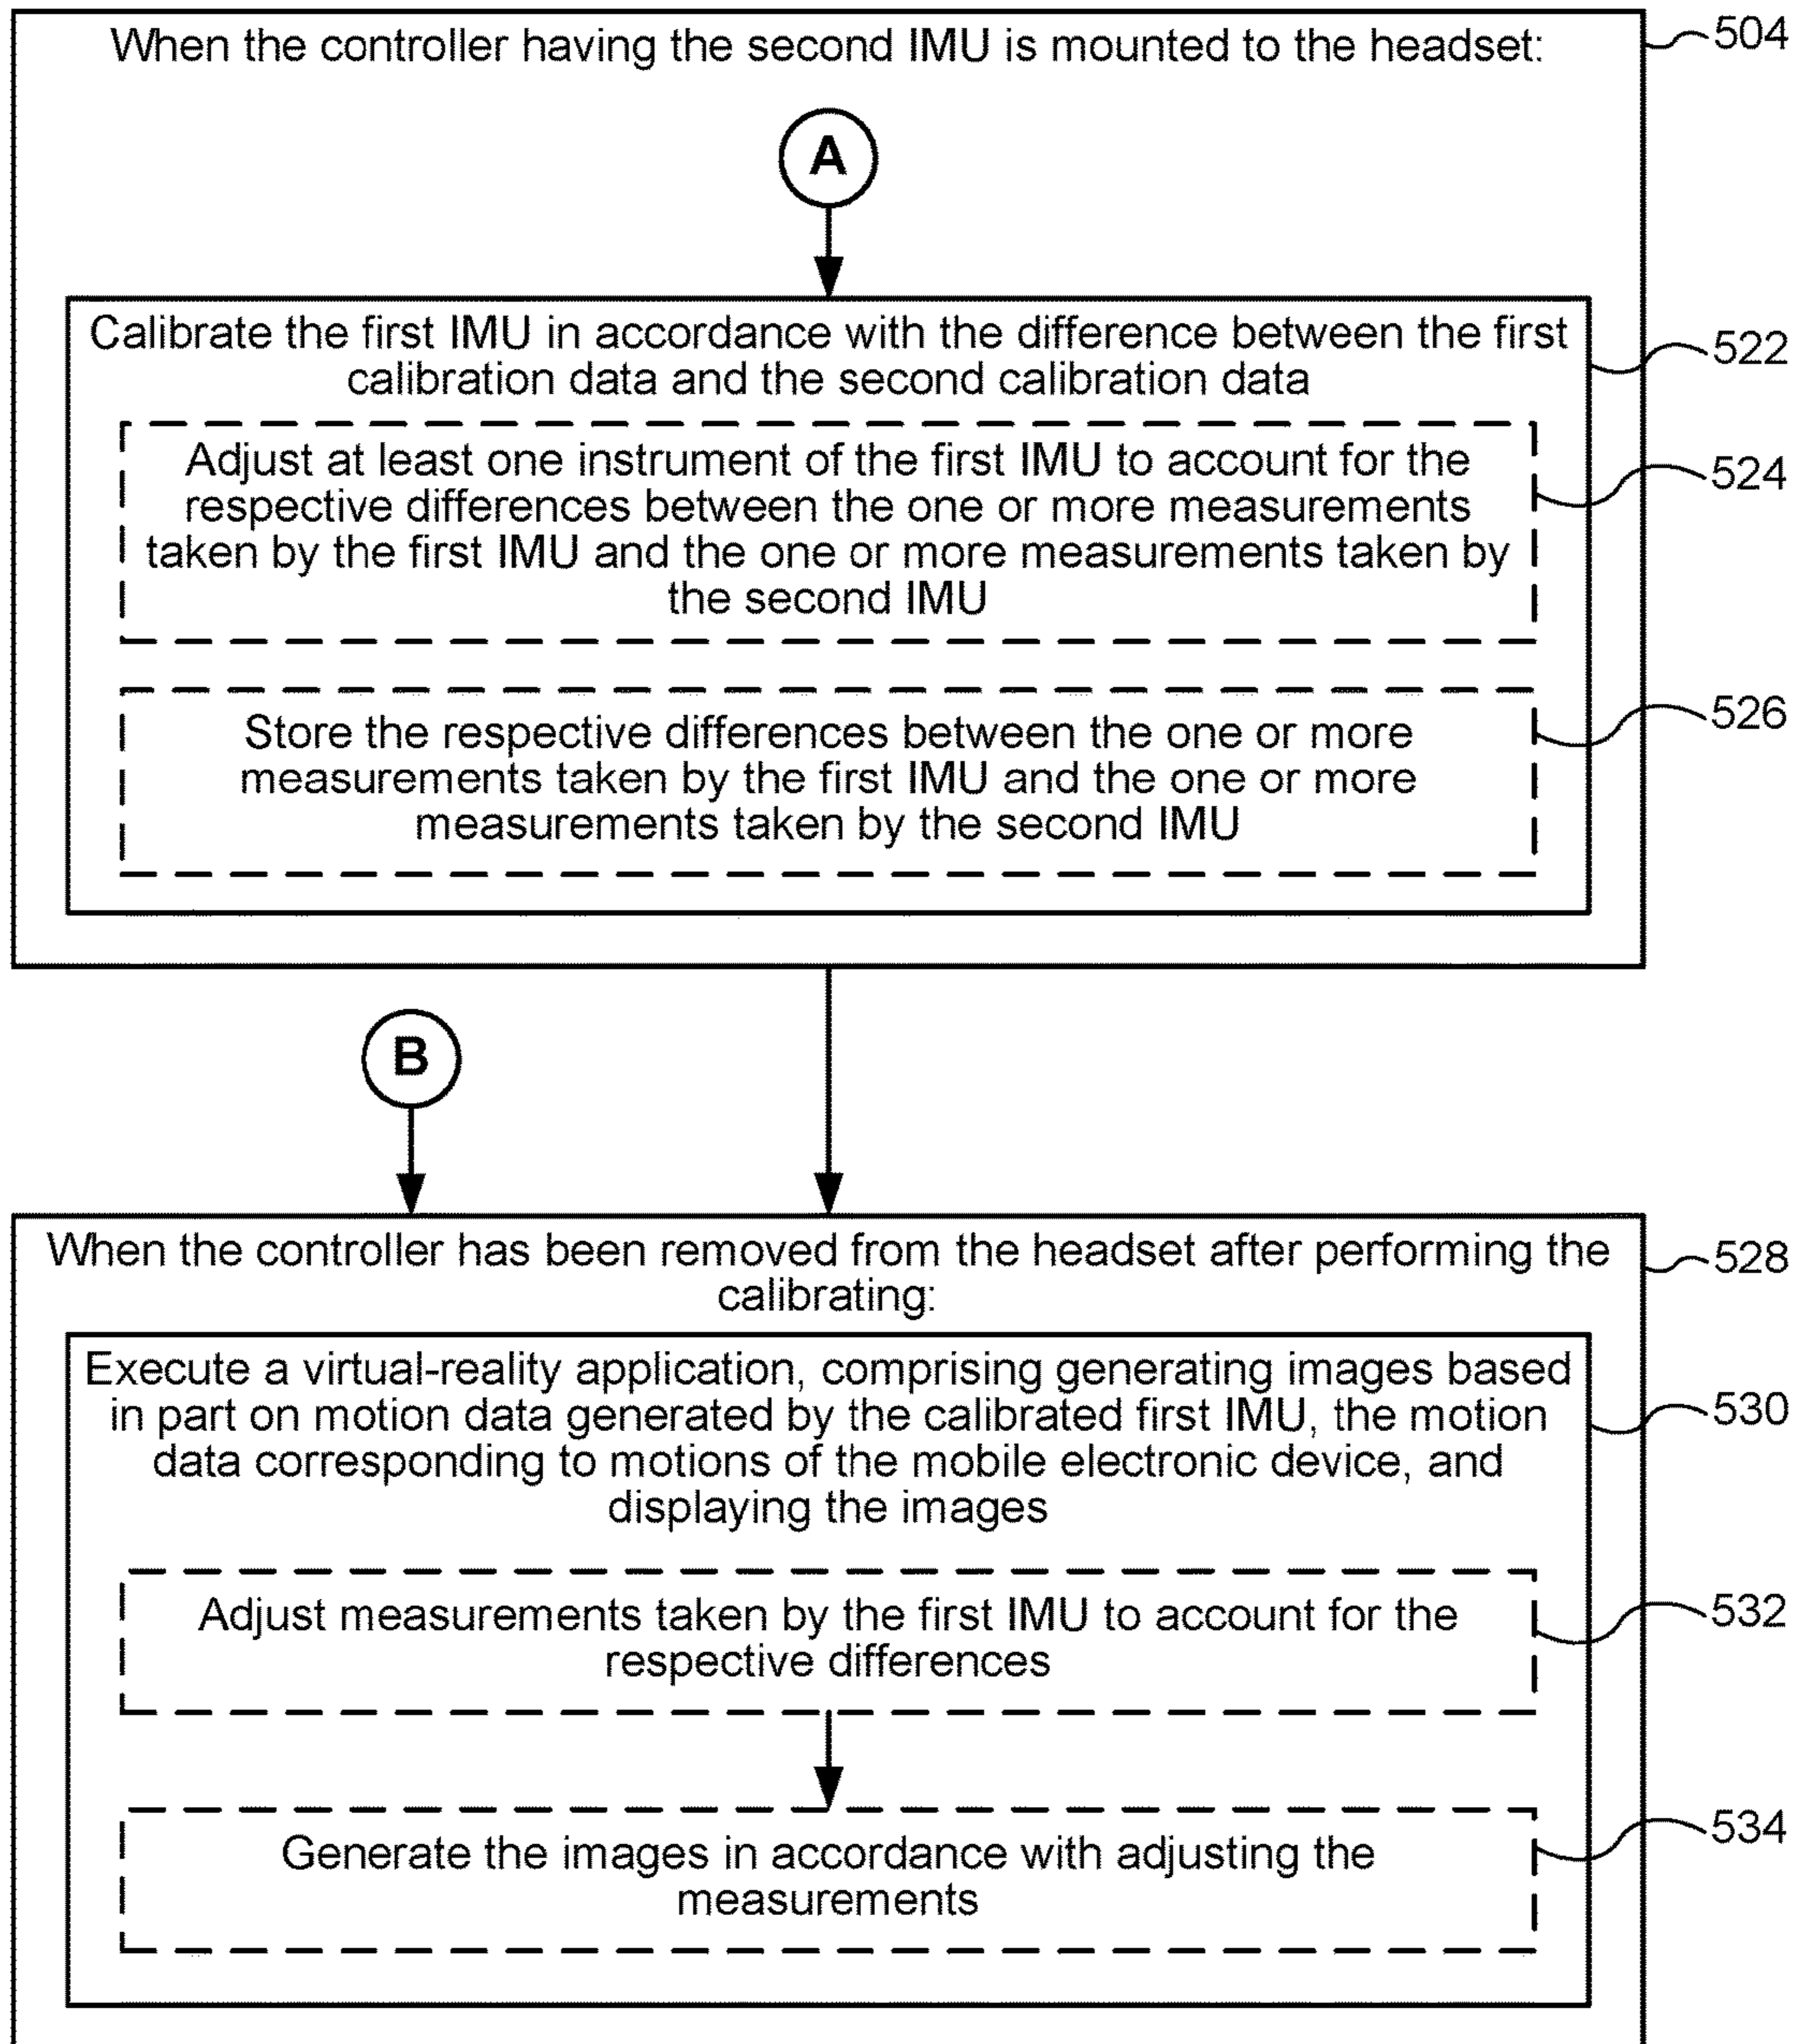 When the controller having the second IMU is mounted to the headset:
504
A
Calibrate the first IMU in accordance with the difference between the first
calibration data and the second calibration data
522
Adjust at least one instrument of the first IMU to account for the
respective differences between the one or more measurements
taken by the first IMU and the one or more measurements taken by
the second IMU
524
Store the respective differences between the one or more
measurements taken by the first IMU and the one or more
measurements taken by the second IMU
526
B
When the controller has been removed from the headset after performing the
calibrating:
528
Execute a virtual-reality application, comprising generating images based
in part on motion data generated by the calibrated first IMU, the motion
data corresponding to motions of the mobile electronic device, and
displaying the images
530
Adjust measurements taken by the first IMU to account for the
respective differences
532
Generate the images in accordance with adjusting the
measurements
534